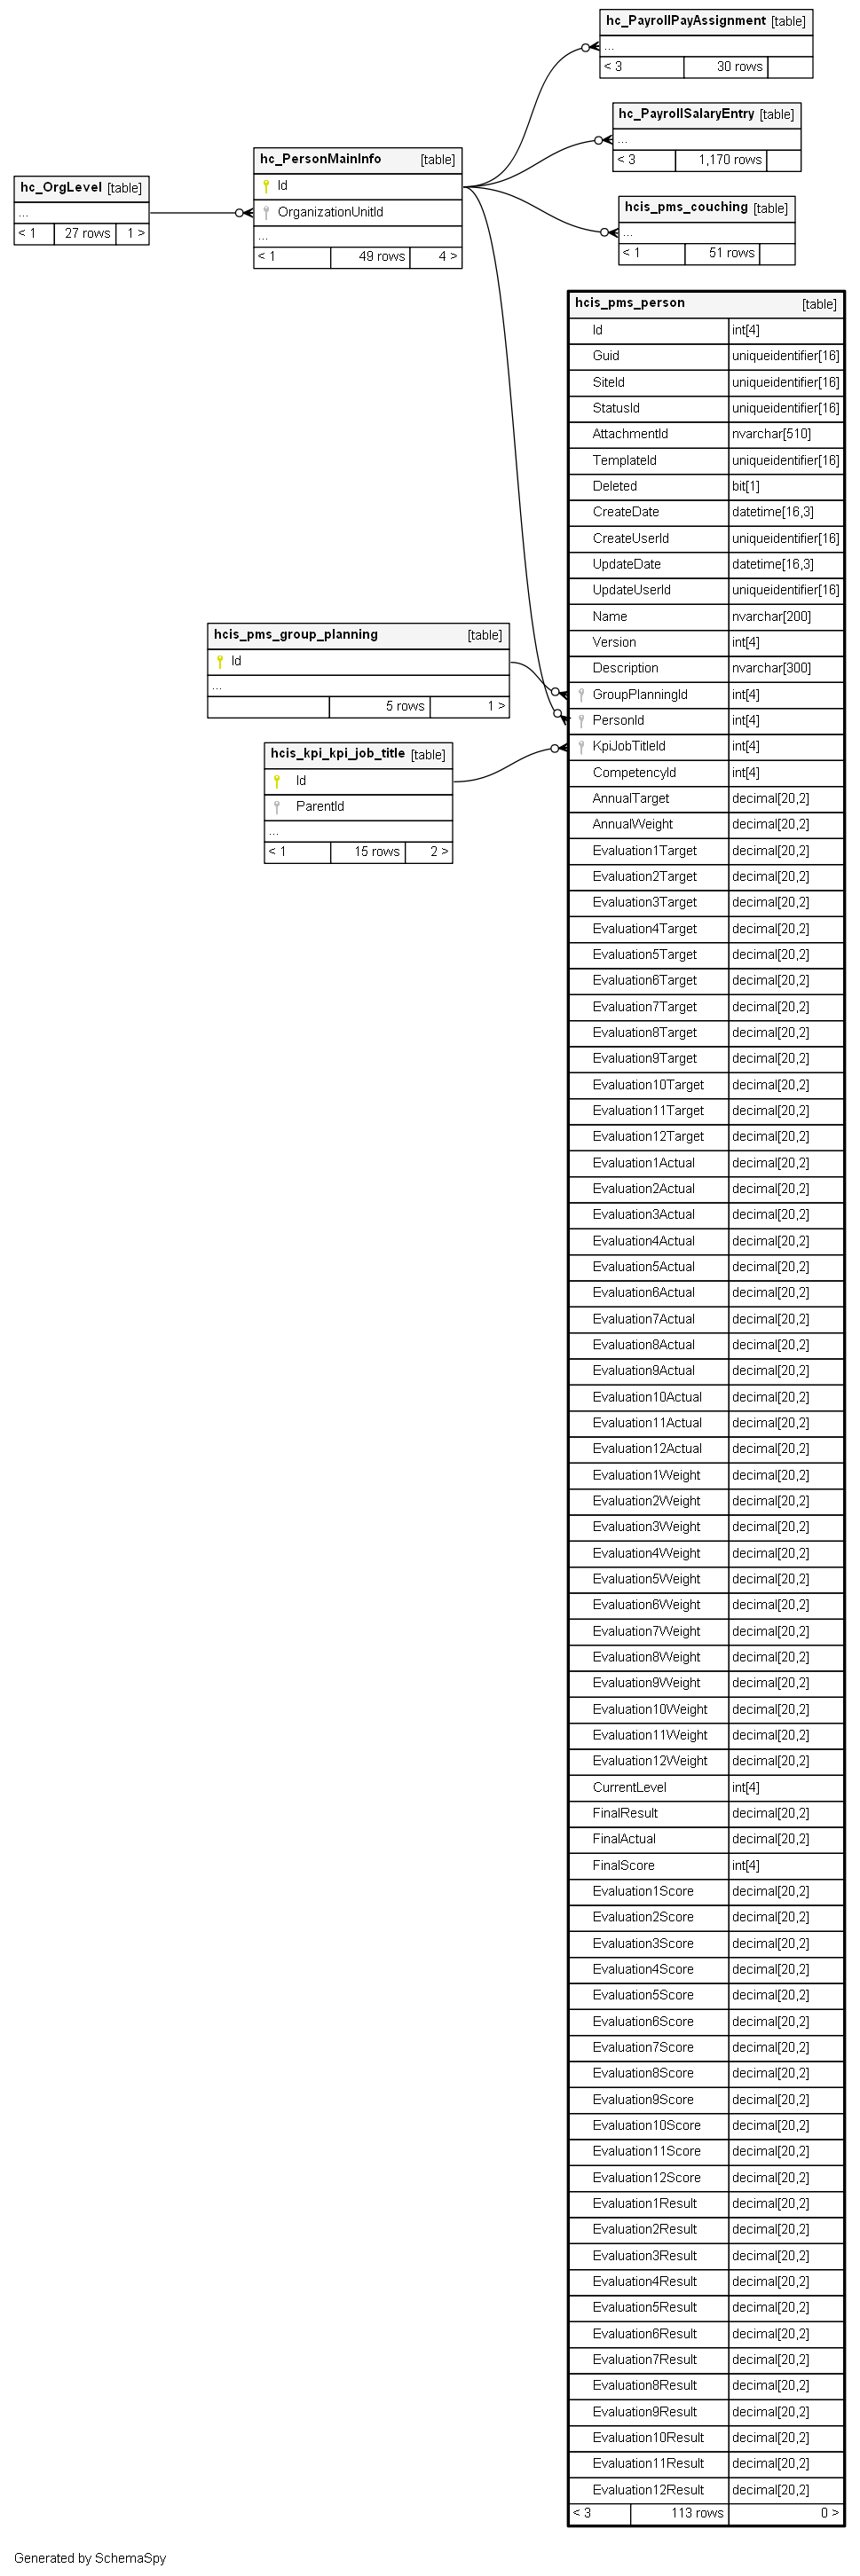 hc_PayrollPayAssignment [table]
...
< 3 30 rows
hc_PayrollSalaryEntry [table]
...
< 3 1,170 rows
hc_PersonMainInfo [table]
Id
OrganizationUnitId
...
< 1 49 rows 4 >
hc_OrgLevel [table]
...
< 1 27 rows 1 >
hcis_pms_couching [table]
...
< 1 51 rows
hcis_pms_person [table]
Id int[4]
Guid uniqueidentifier[16]
SiteId uniqueidentifier[16]
StatusId uniqueidentifier[16]
AttachmentId nvarchar[510]
TemplateId uniqueidentifier[16]
Deleted bit[1]
CreateDate datetime[16,3]
CreateUserId uniqueidentifier[16]
UpdateDate datetime[16,3]
UpdateUserId uniqueidentifier[16]
Name nvarchar[200]
Version int[4]
Description nvarchar[300]
GroupPlanningId int[4]
PersonId int[4]
KpiJobTitleId int[4]
CompetencyId int[4]
AnnualTarget decimal[20,2]
AnnualWeight decimal[20,2]
Evaluation1Target decimal[20,2]
Evaluation2Target decimal[20,2]
Evaluation3Target decimal[20,2]
Evaluation4Target decimal[20,2]
Evaluation5Target decimal[20,2]
Evaluation6Target decimal[20,2]
Evaluation7Target decimal[20,2]
Evaluation8Target decimal[20,2]
Evaluation9Target decimal[20,2]
Evaluation10Target decimal[20,2]
Evaluation11Target decimal[20,2]
Evaluation12Target decimal[20,2]
Evaluation1Actual decimal[20,2]
Evaluation2Actual decimal[20,2]
Evaluation3Actual decimal[20,2]
Evaluation4Actual decimal[20,2]
Evaluation5Actual decimal[20,2]
Evaluation6Actual decimal[20,2]
Evaluation7Actual decimal[20,2]
Evaluation8Actual decimal[20,2]
Evaluation9Actual decimal[20,2]
Evaluation10Actual decimal[20,2]
Evaluation11Actual decimal[20,2]
Evaluation12Actual decimal[20,2]
Evaluation1Weight decimal[20,2]
Evaluation2Weight decimal[20,2]
Evaluation3Weight decimal[20,2]
Evaluation4Weight decimal[20,2]
Evaluation5Weight decimal[20,2]
Evaluation6Weight decimal[20,2]
Evaluation7Weight decimal[20,2]
Evaluation8Weight decimal[20,2]
Evaluation9Weight decimal[20,2]
Evaluation10Weight decimal[20,2]
Evaluation11Weight decimal[20,2]
Evaluation12Weight decimal[20,2]
CurrentLevel int[4]
FinalResult decimal[20,2]
FinalActual decimal[20,2]
FinalScore int[4]
Evaluation1Score decimal[20,2]
Evaluation2Score decimal[20,2]
Evaluation3Score decimal[20,2]
Evaluation4Score decimal[20,2]
Evaluation5Score decimal[20,2]
Evaluation6Score decimal[20,2]
Evaluation7Score decimal[20,2]
Evaluation8Score decimal[20,2]
Evaluation9Score decimal[20,2]
Evaluation10Score decimal[20,2]
Evaluation11Score decimal[20,2]
Evaluation12Score decimal[20,2]
Evaluation1Result decimal[20,2]
Evaluation2Result decimal[20,2]
Evaluation3Result decimal[20,2]
Evaluation4Result decimal[20,2]
Evaluation5Result decimal[20,2]
Evaluation6Result decimal[20,2]
Evaluation7Result decimal[20,2]
Evaluation8Result decimal[20,2]
Evaluation9Result decimal[20,2]
Evaluation10Result decimal[20,2]
Evaluation11Result decimal[20,2]
Evaluation12Result decimal[20,2]
< 3 113 rows 0 >
hcis_pms_group_planning [table]
Id
...
5 rows 1 >
hcis_kpi_kpi_job_title [table]
Id
ParentId
...
< 1 15 rows 2 >
Generated by SchemaSpy